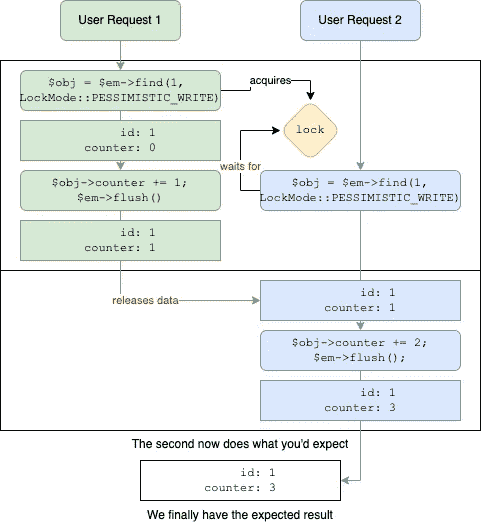 User Request 1
User Request 2
$obj = $em->find(1,
LockMode::PESSIMISTIC_WRITE)
acquires
lock
id: 1
counter: 0
waits for
$obj->counter += 1;
$em->flush()
$obj = $em->find(1,
LockMode::PESSIMISTIC_WRITE)
id: 1
counter: 1
releases data
id: 1
counter: 1
$obj->counter += 2;
$em->flush();
id: 1
counter: 3
The second now does what you'd expect
id: 1
counter: 3
We finally have the expected result